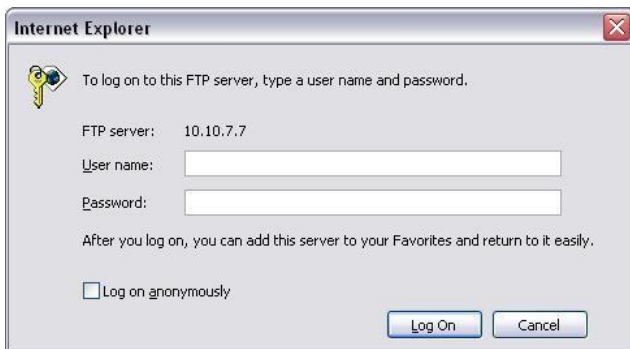 Internet Explorer
To log on to this FTP server, type a user name and password.
FTP server: 10.10.7.7
User name:
Password:
After you log on, you can add this server to your Favorites and return to it easily.
Log on anonymously
Log On Cancel